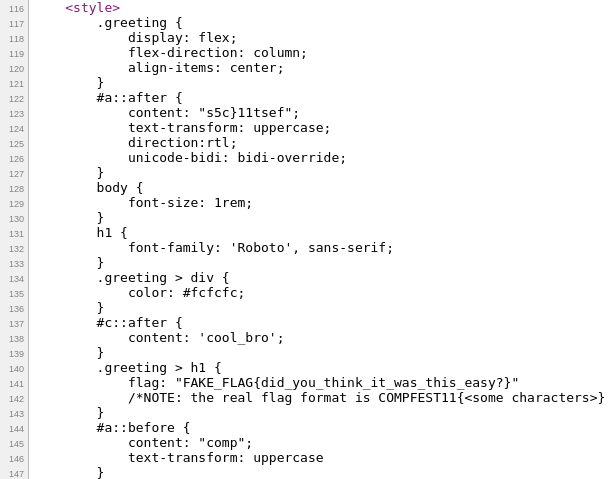 116 <style>
117 .greeting {
118 display: flex;
119 flex-direction: column;
120 align-items: center;
121 }
122 #a::after {
123 content: "s5c}11tsef";
124 text-transform: uppercase;
125 direction:rtl;
126 unicode-bidi: bidi-override;
127 }
128 body {
129 font-size: 1rem;
130 }
131 h1 {
132 font-family: 'Roboto', sans-serif;
133 }
134 .greeting > div {
135 color: #fcfcfc;
136 }
137 #c::after {
138 content: 'cool_bro';
139 }
140 .greeting > h1 {
141 flag: "FAKE_FLAG{did_you_think_it_was_this_easy?}"
142 /*NOTE: the real flag format is COMPFEST11{<some characters>}
143 }
144 #a::before {
145 content: "comp";
146 text-transform: uppercase
147 }